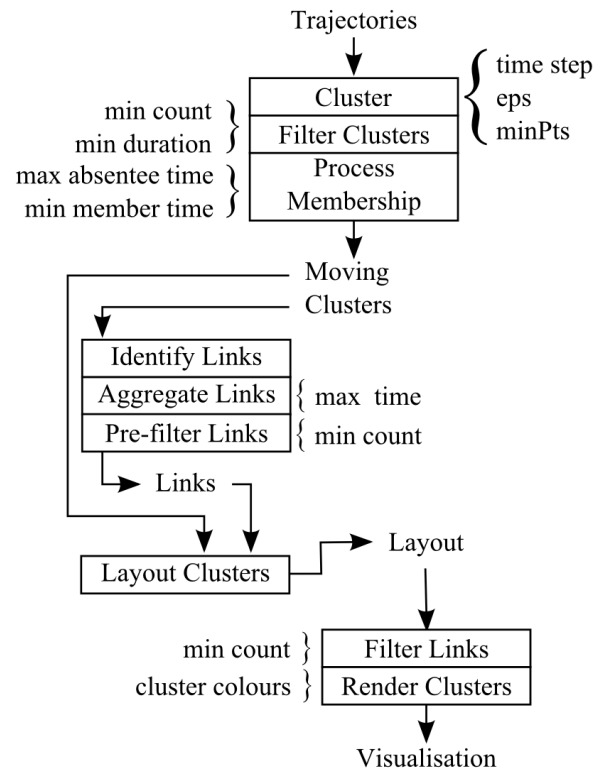 Trajectories
Cluster
time step
eps
minPts
min count
min duration
Filter Clusters
max absentee time
min member time
Process
Membership
Moving
Clusters
Identify Links
Aggregate Links
max time
Pre-filter Links
min count
Links
Layout Clusters
Layout
min count
Filter Links
cluster colours
Render Clusters
Visualisation